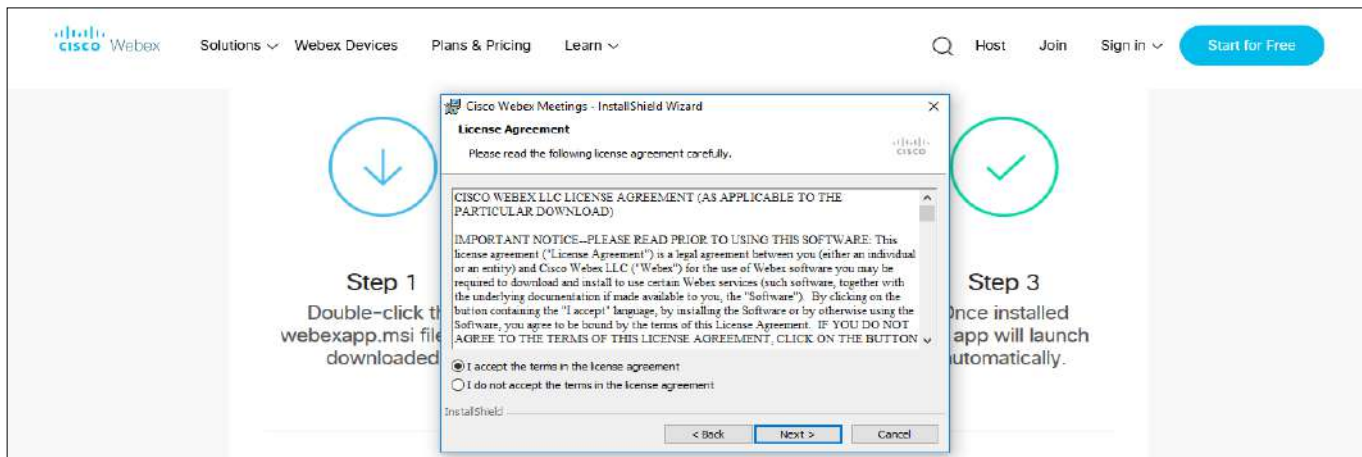 CISCO Webex Solutions Webex Devices Plans & Pricing Learn Host Join Sign in Start for Free
Cisco Webex Meetings - InstallShield Wizard
License Agreement
Please read the following license agreement carefully.
CISCO
CISCO WEBEX LLC LICENSE AGREEMENT (AS APPLICABLE TO THE
PARTICULAR DOWNLOAD)
IMPORTANT NOTICE--PLEASE READ PRIOR TO USING THIS SOFTWARE: This
license agreement ("License Agreement") is a legal agreement between you (either an individual
or an entity) and Cisco Webex LLC ("Webex") for the use of Webex software you may be
required to download and install to use certain Webex services (such software, together with
the underlying documentation if made available to you, the "Software"). By clicking on the
button containing the "I accept" language, by installing the Software or by otherwise using the
Software, you agree to be bound by the terms of this License Agreement. IF YOU DO NOT
AGREE TO THE TERMS OF THIS LICENSE AGREEMENT, CLICK ON THE BUTTON
I accept the terms in the license agreement
I do not accept the terms in the license agreement
InstallShield
< Back Next > Cancel
Step 1
Double-click
webexapp.msi file
downloaded
Step 3
installed
app will launch